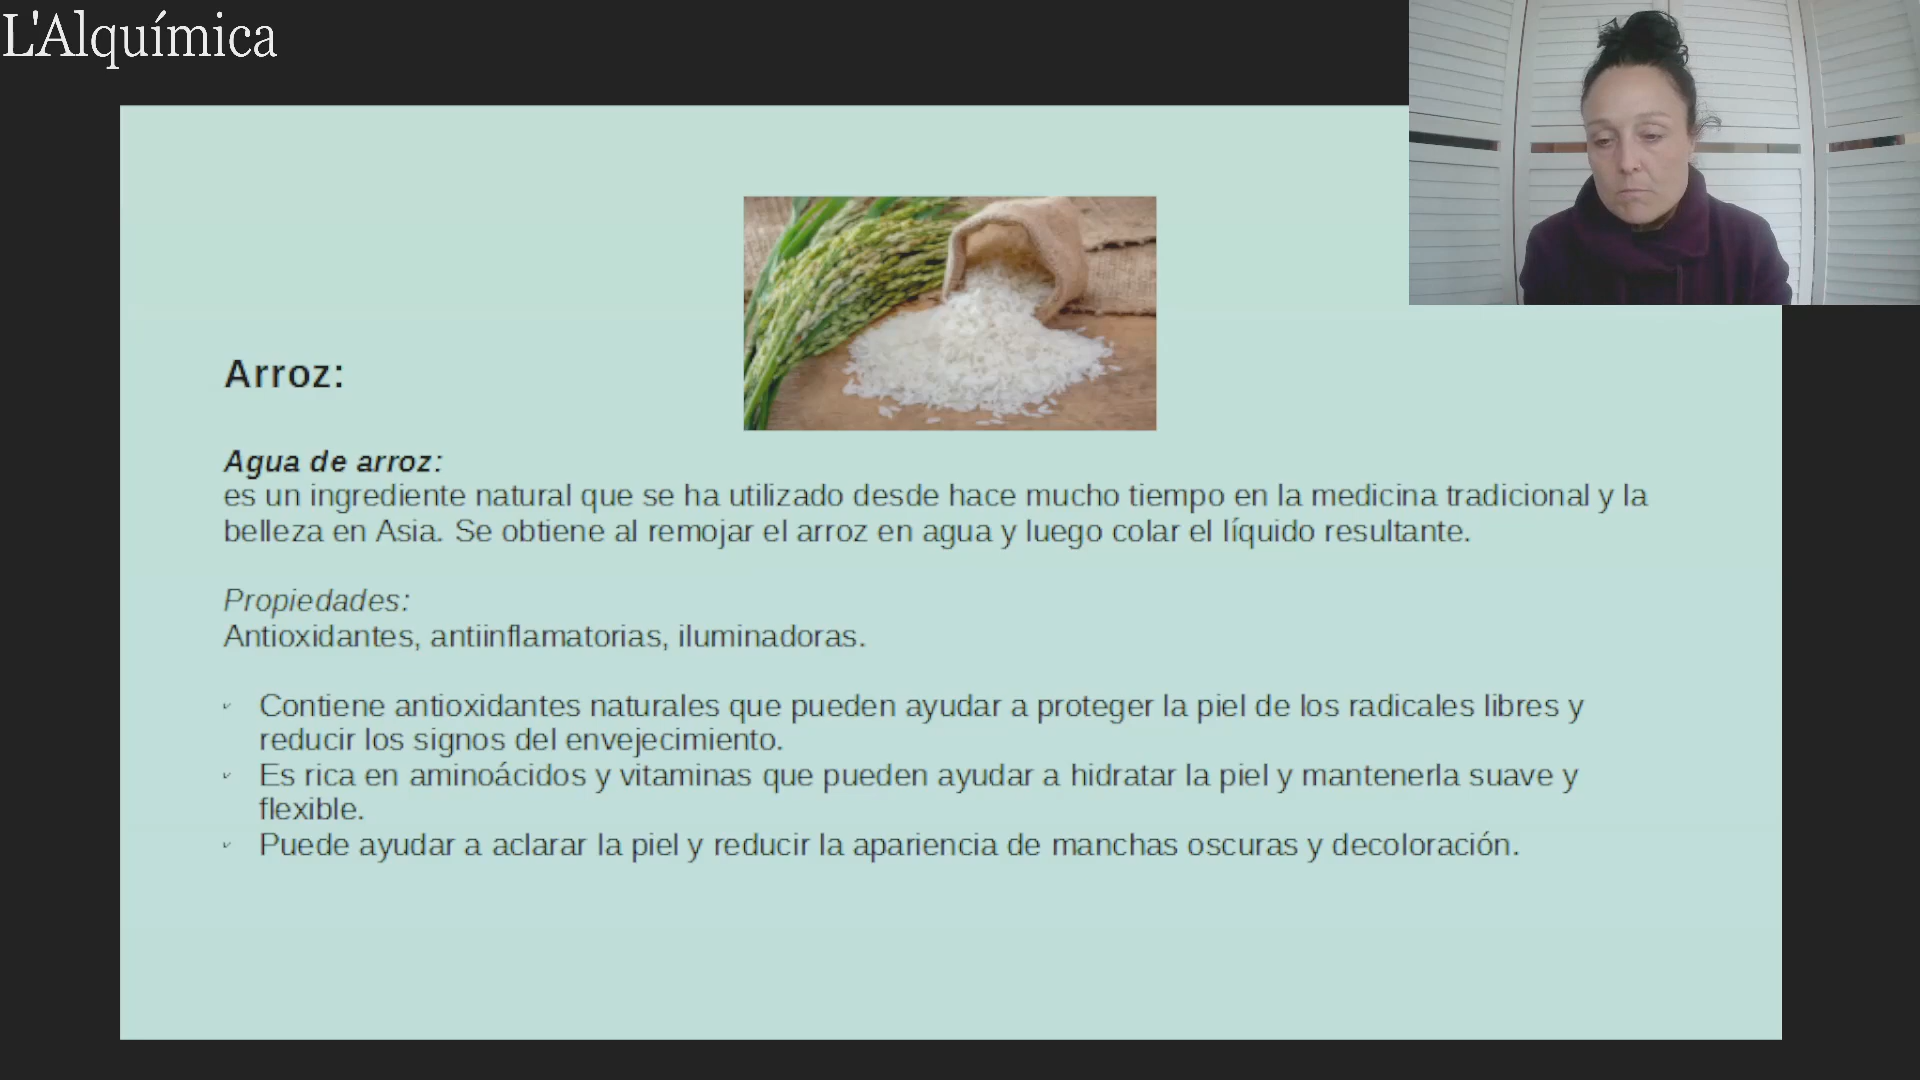 L'Alquímica
Arroz:
Agua de arroz:
es un ingrediente natural que se ha utilizado desde hace mucho tiempo en la medicina tradicional y la
belleza en Asia. Se obtiene al remojar el arroz en agua y luego colar el líquido resultante.
Propiedades:
Antioxidantes, antiinflamatorias, iluminadoras.
Contiene antioxidantes naturales que pueden ayudar a proteger la piel de los radicales libres y
reducir los signos del envejecimiento.
Es rica en aminoácidos y vitaminas que pueden ayudar a hidratar la piel y mantenerla suave y
flexible.
Puede ayudar a aclarar la piel y reducir la apariencia de manchas oscuras y decoloración.